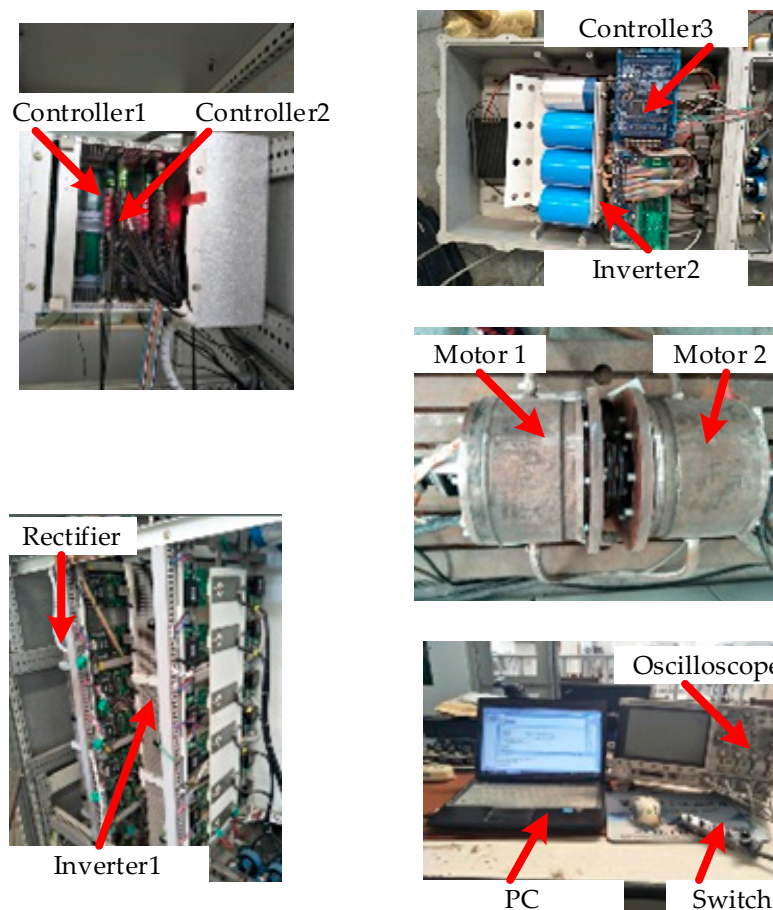 Controller3
Controller1
Controller2
Inverter2
Motor 1
Motor 2
Rectifier
Oscilloscope
Inverter1
PC
Switch